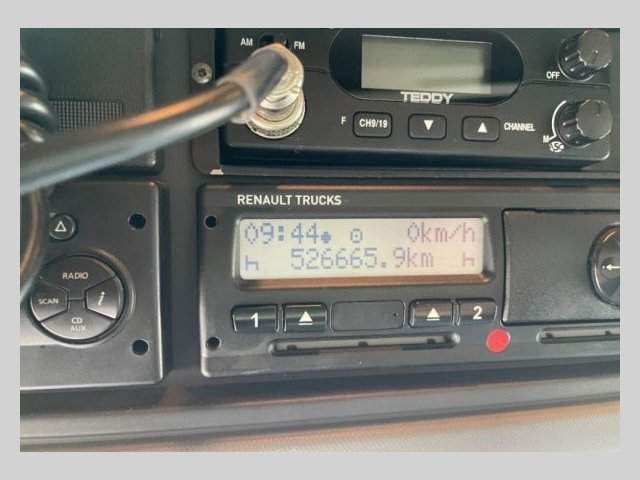 AM FM
TEDDY
OFF
F CH9/19 CHANNEL
M
RENAULT TRUCKS
09:44 0km/h
526665.9km
RADIO
SCAN i
CD
AUX
1 2